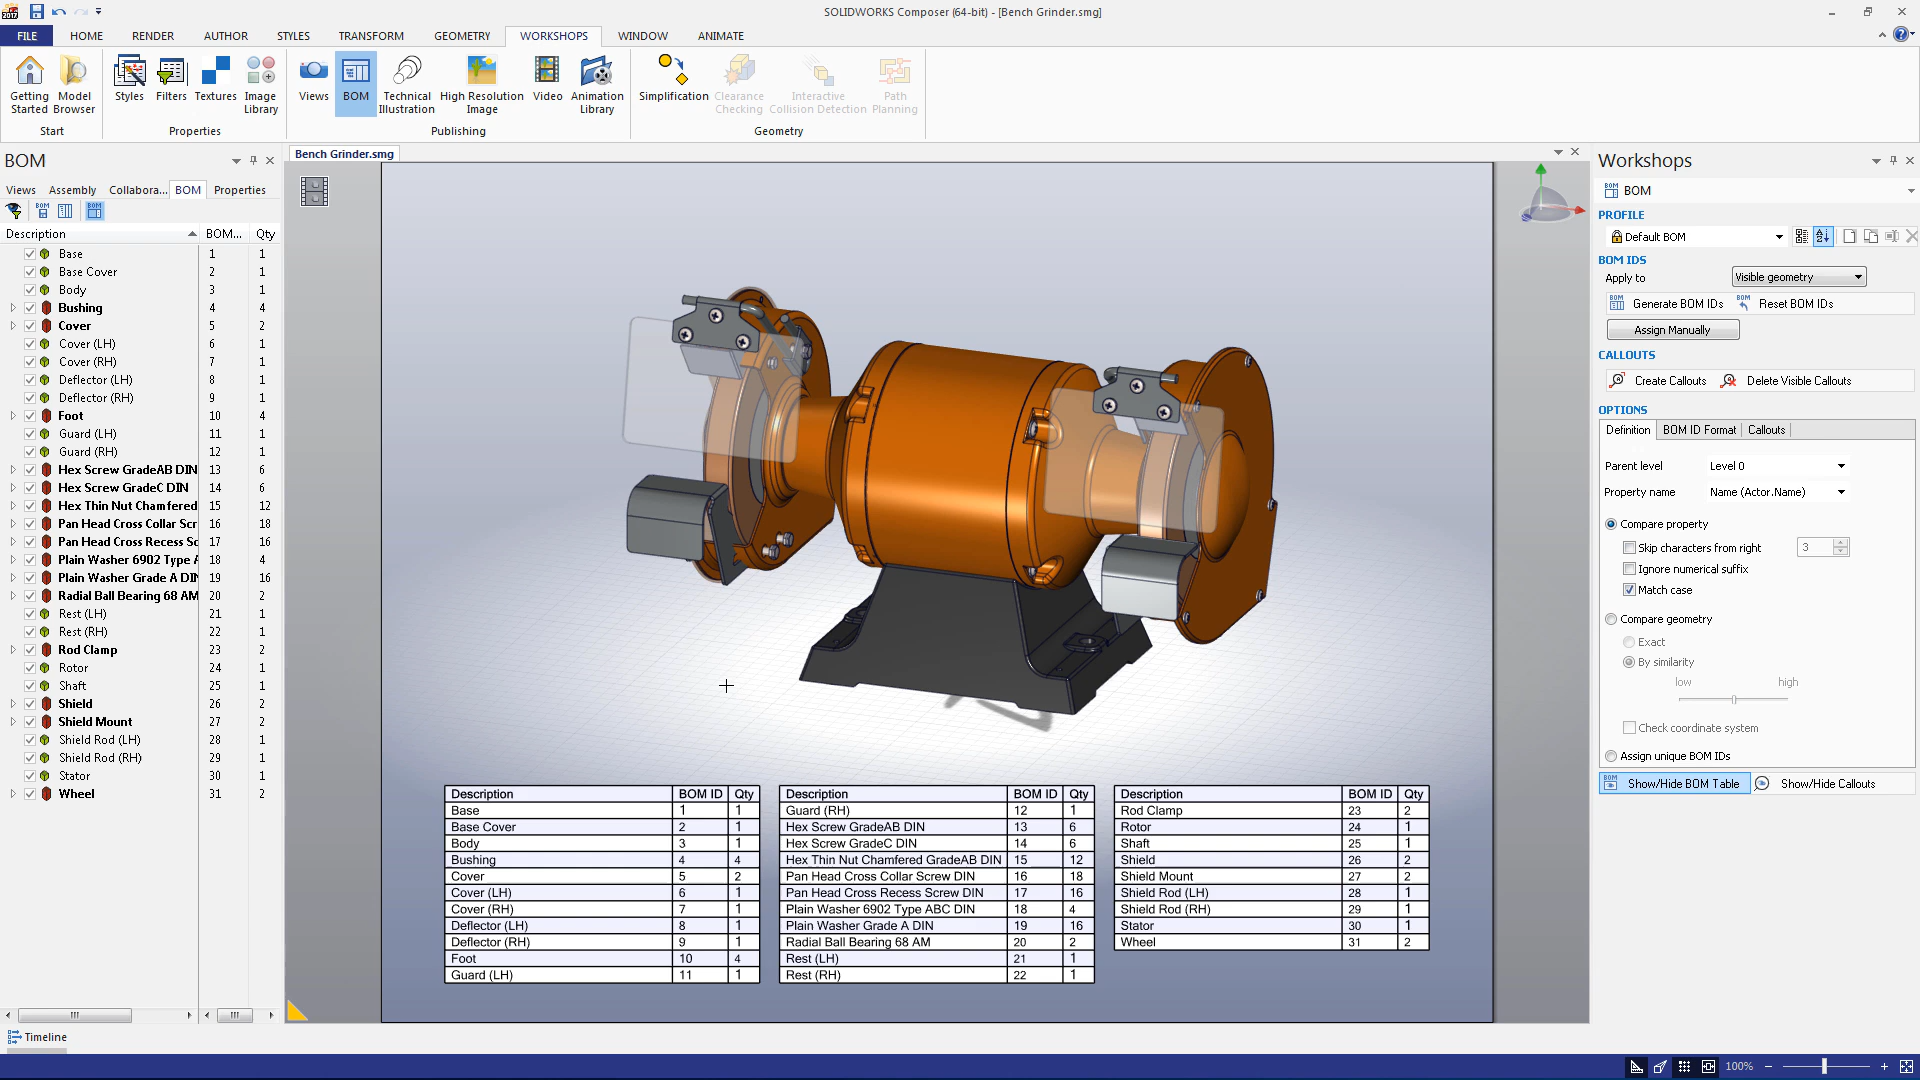 SOLIDWORKS Composer (64-bit) - [Bench Grinder.smg]
FILE HOME RENDER AUTHOR STYLES TRANSFORM GEOMETRY WORKSHOPS WINDOW ANIMATE
Getting Started Model Browser Styles Filters Textures Image Library Views BOM Technical Illustration High Resolution Image Video Animation Library Simplification Clearance Checking Interactive Collision Detection Path Planning
Start Properties Publishing Geometry
BOM
Views Assembly Collabora... BOM Properties
Description BOM... Qty
Base 1 1
Base Cover 2 1
Body 3 1
Bushing 4 4
Cover 5 2
Cover (LH) 6 1
Cover (RH) 7 1
Deflector (LH) 8 1
Deflector (RH) 9 1
Foot 10 4
Guard (LH) 11 1
Guard (RH) 12 1
Hex Screw GradeAB DIN 13 6
Hex Screw GradeC DIN 14 6
Hex Thin Nut Chamfered 15 12
Pan Head Cross Collar Scr 16 18
Pan Head Cross Recess Sc 17 16
Plain Washer 6902 Type A 18 4
Plain Washer Grade A DIN 19 16
Radial Ball Bearing 68 AM 20 2
Rest (LH) 21 1
Rest (RH) 22 1
Rod Clamp 23 2
Rotor 24 1
Shaft 25 1
Shield 26 2
Shield Mount 27 2
Shield Rod (LH) 28 1
Shield Rod (RH) 29 1
Stator 30 1
Wheel 31 2
Timeline
Bench Grinder.smg
Description BOM ID Qty
Base 1 1
Base Cover 2 1
Body 3 1
Bushing 4 4
Cover 5 2
Cover (LH) 6 1
Cover (RH) 7 1
Deflector (LH) 8 1
Deflector (RH) 9 1
Foot 10 4
Guard (LH) 11 1
Description BOM ID Qty
Guard (RH) 12 1
Hex Screw GradeAB DIN 13 6
Hex Screw GradeC DIN 14 6
Hex Thin Nut Chamfered GradeAB DIN 15 12
Pan Head Cross Collar Screw DIN 16 18
Pan Head Cross Recess Screw DIN 17 16
Plain Washer 6902 Type ABC DIN 18 4
Plain Washer Grade A DIN 19 16
Radial Ball Bearing 68 AM 20 2
Rest (LH) 21 1
Rest (RH) 22 1
Description BOM ID Qty
Rod Clamp 23 2
Rotor 24 1
Shaft 25 1
Shield 26 2
Shield Mount 27 2
Shield Rod (LH) 28 1
Shield Rod (RH) 29 1
Stator 30 1
Wheel 31 2
Workshops
BOM
PROFILE
Default BOM
BOM IDS
Apply to Visible geometry
Generate BOM IDs Reset BOM IDs
Assign Manually
CALLOUTS
Create Callouts Delete Visible Callouts
OPTIONS
Definition BOM ID Format Callouts
Parent level Level 0
Property name Name (Actor.Name)
Compare property
Skip characters from right 3
Ignore numerical suffix
Match case
Compare geometry
Exact
By similarity
low high
Check coordinate system
Assign unique BOM IDs
Show/Hide BOM Table Show/Hide Callouts
100%